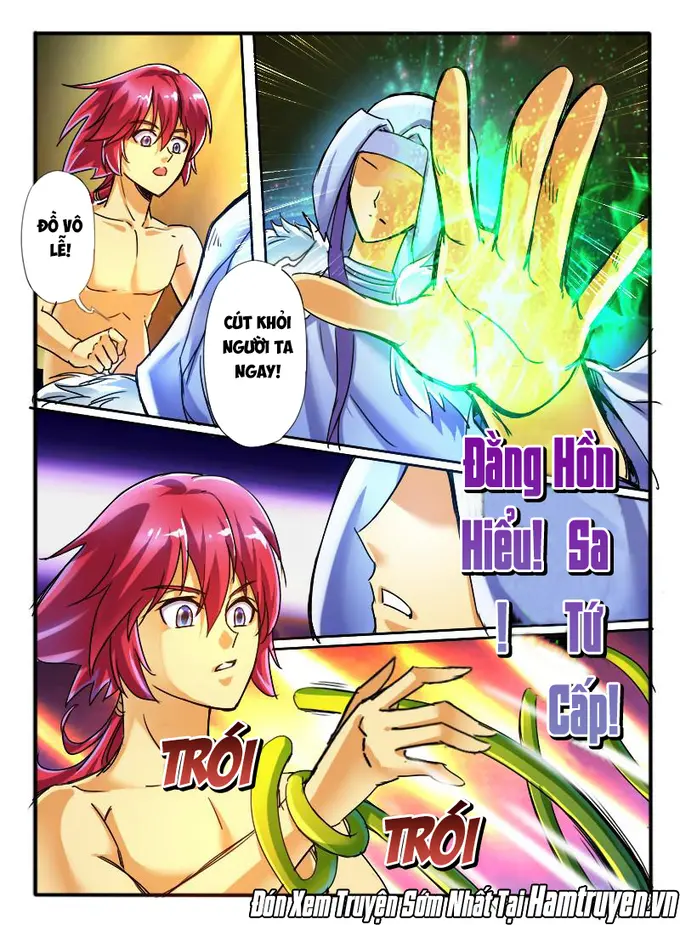 ĐỒ VÔ
LỄ!
CÚT KHỎI
NGƯỜI TA
NGAY!
Đằng Hồn
Hiểu! Sa
! Tứ
Cấp!
TRÓI
TRÓI
Đón Xem Truyện Sớm Nhất Tại Hamtruyen.vn